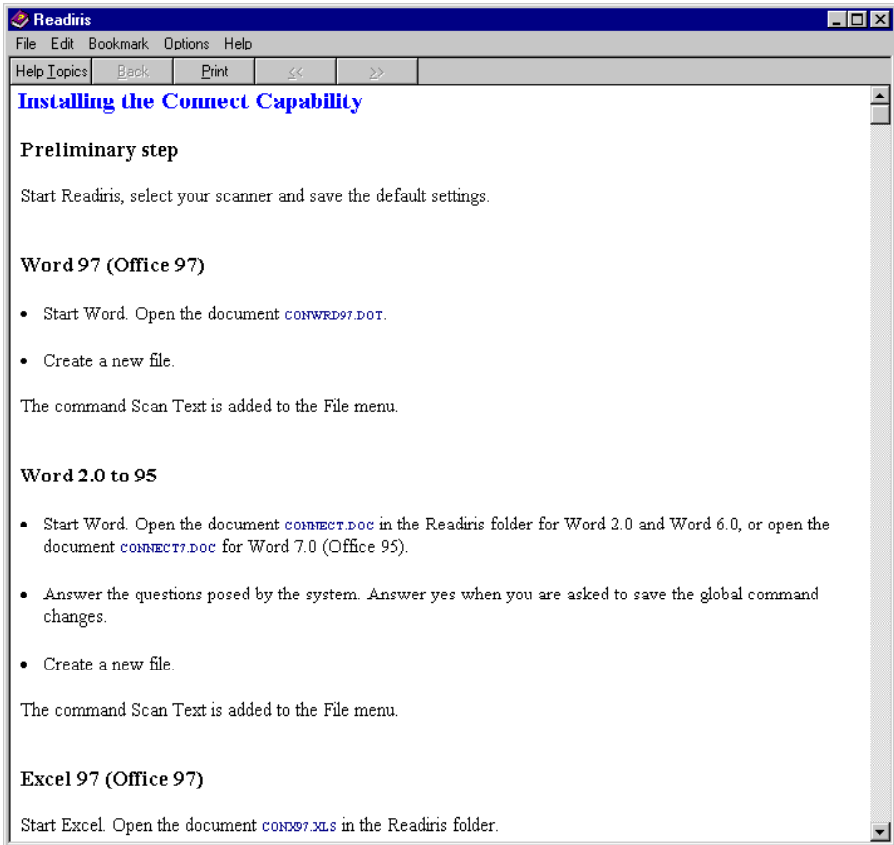 Readiris
File Edit Bookmark Options Help
Help Topics Back Print << >>
Installing the Connect Capability
Preliminary step
Start Readiris, select your scanner and save the default settings.
Word 97 (Office 97)
• Start Word. Open the document CONWRD97.DOT.
• Create a new file.
The command Scan Text is added to the File menu.
Word 2.0 to 95
• Start Word. Open the document CONNECT.DOC in the Readiris folder for Word 2.0 and Word 6.0, or open the
document CONNECT7.DOC for Word 7.0 (Office 95).
• Answer the questions posed by the system. Answer yes when you are asked to save the global command
changes.
• Create a new file.
The command Scan Text is added to the File menu.
Excel 97 (Office 97)
Start Excel. Open the document CONX97.XLS in the Readiris folder.